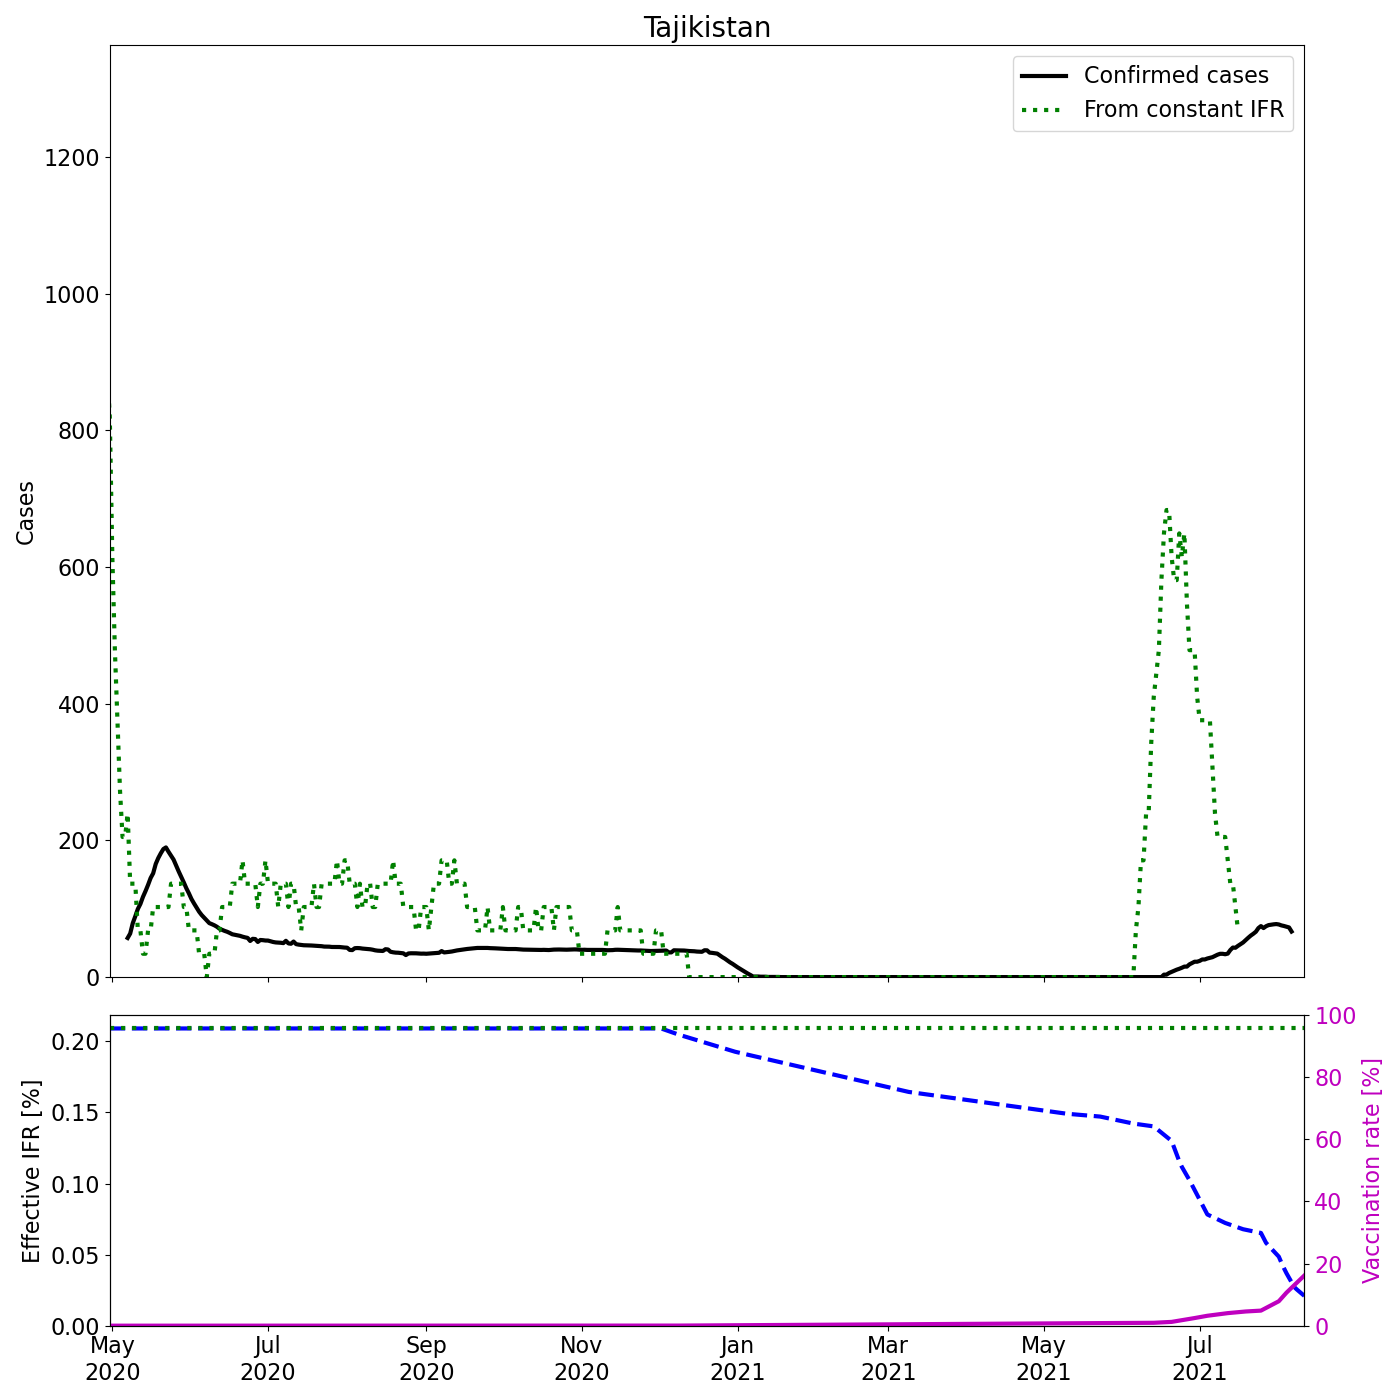 Tajikistan
Confirmed cases
From constant IFR
Cases
1200
1000
800
600
400
200
0
Effective IFR [%]
0.20
0.15
0.10
0.05
0.00
100
80
60
40
20
0
Vaccination rate [%]
May Jul Sep Nov Jan Mar May Jul
2020 2020 2020 2020 2021 2021 2021 2021